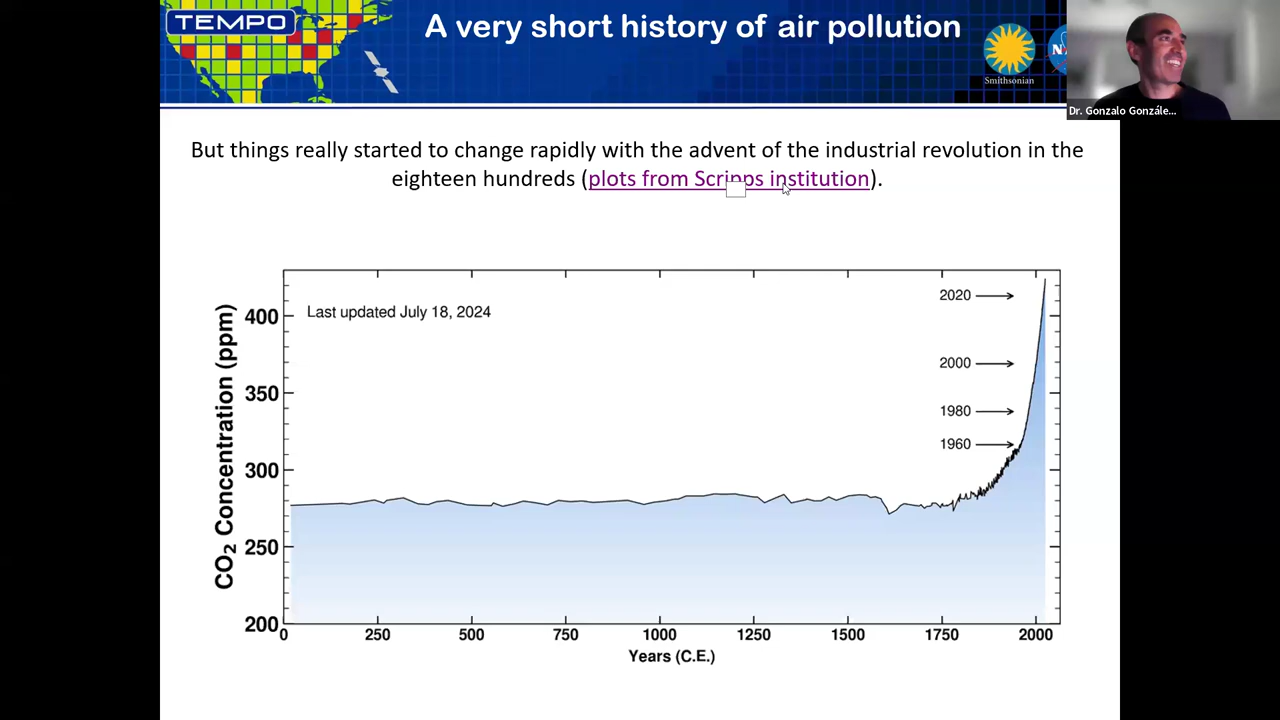 TEMPO
A very short history of air pollution
Smithsonian
Dr. Gonzalo Gonzále...
But things really started to change rapidly with the advent of the industrial revolution in the
eighteen hundreds (plots from Scripps institution).
CO2 Concentration (ppm)
Last updated July 18, 2024
2020
2000
1980
1960
400
350
300
250
200
0 250 500 750 1000 1250 1500 1750 2000
Years (C.E.)